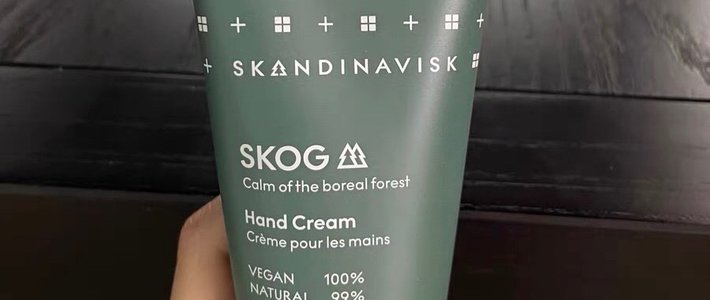 SKANDINAVISK
SKOG
Calm of the boreal forest
Hand Cream
Crème pour les mains
VEGAN 100%
NATURAL 99%